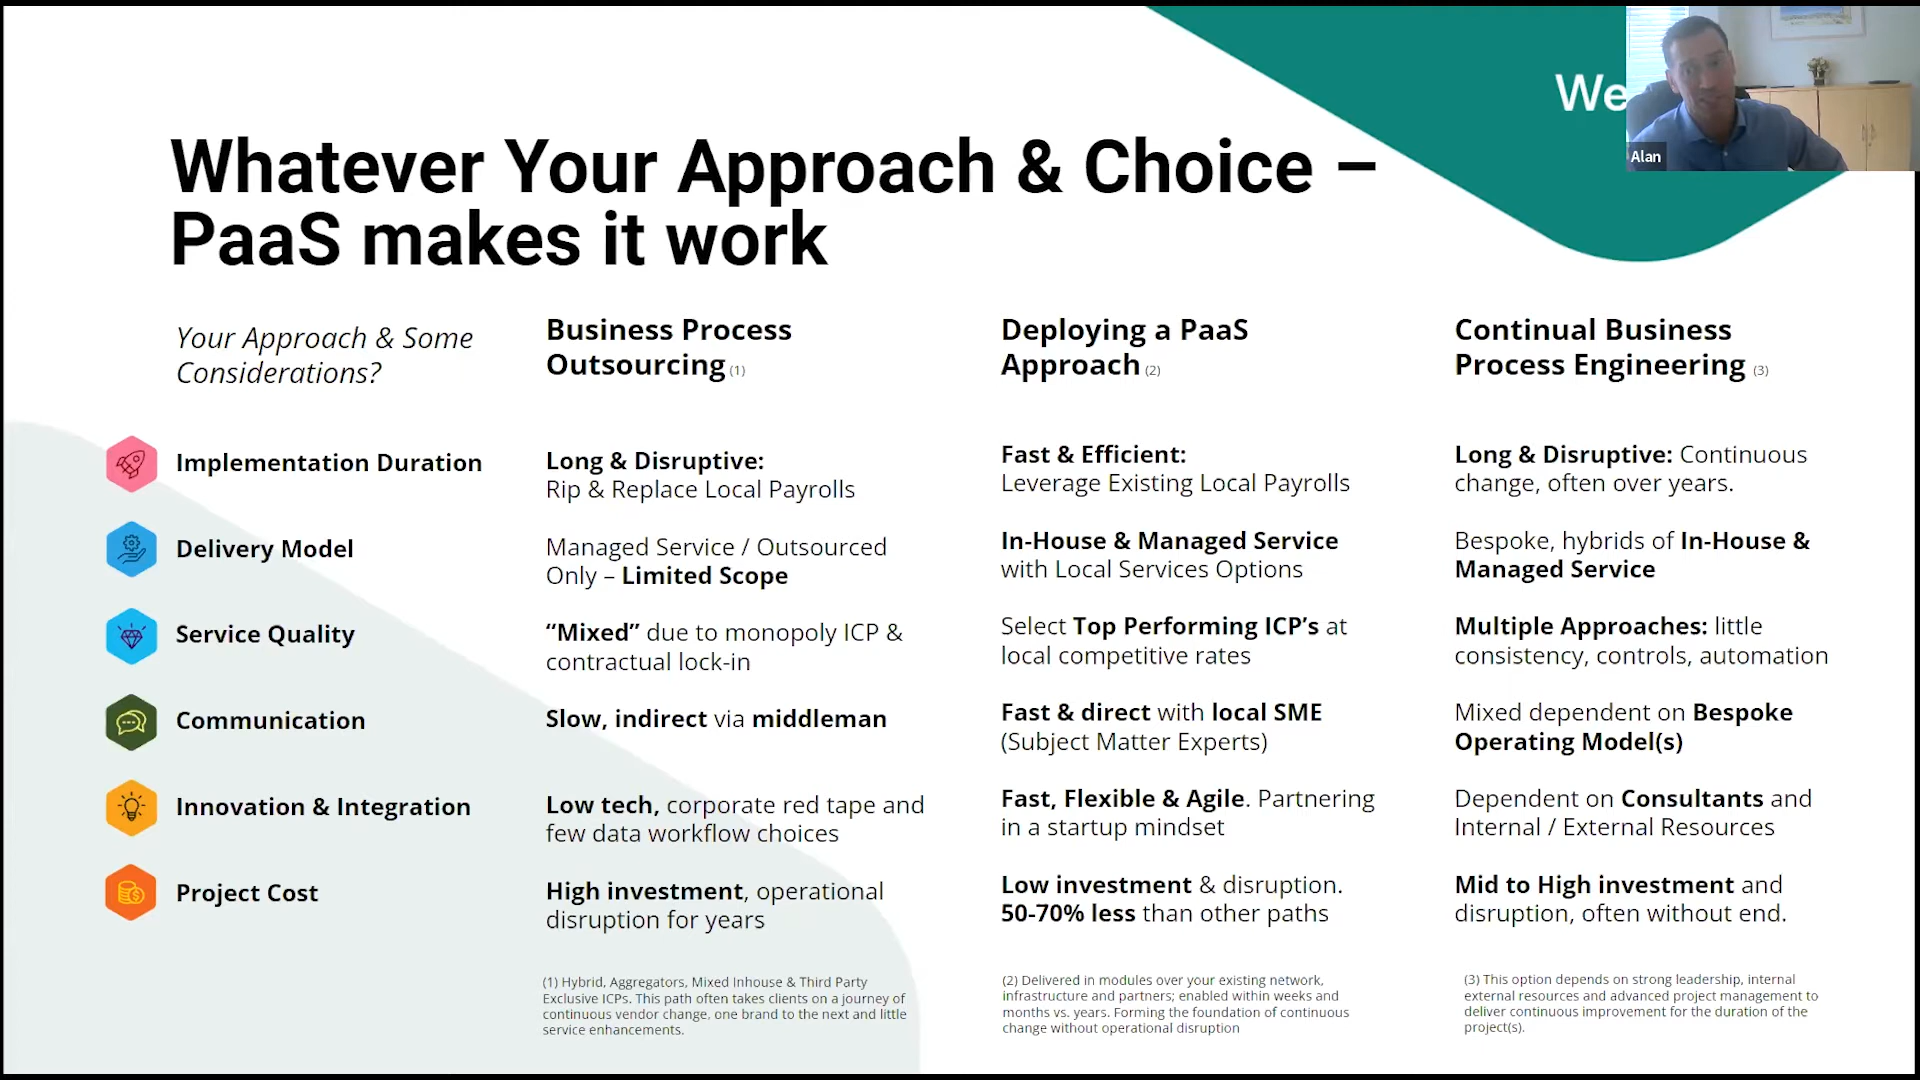 We
Alan
Whatever Your Approach & Choice –
PaaS makes it work
Your Approach & Some
Considerations?
Business Process
Outsourcing (1)
Deploying a PaaS
Approach (2)
Continual Business
Process Engineering (3)
Implementation Duration
Long & Disruptive:
Rip & Replace Local Payrolls
Fast & Efficient:
Leverage Existing Local Payrolls
Long & Disruptive: Continuous
change, often over years.
Delivery Model
Managed Service / Outsourced
Only – Limited Scope
In-House & Managed Service
with Local Services Options
Bespoke, hybrids of In-House &
Managed Service
Service Quality
“Mixed” due to monopoly ICP &
contractual lock-in
Select Top Performing ICP’s at
local competitive rates
Multiple Approaches: little
consistency, controls, automation
Communication
Slow, indirect via middleman
Fast & direct with local SME
(Subject Matter Experts)
Mixed dependent on Bespoke
Operating Model(s)
Innovation & Integration
Low tech, corporate red tape and
few data workflow choices
Fast, Flexible & Agile. Partnering
in a startup mindset
Dependent on Consultants and
Internal / External Resources
Project Cost
High investment, operational
disruption for years
Low investment & disruption.
50-70% less than other paths
Mid to High investment and
disruption, often without end.
(1) Hybrid, Aggregators, Mixed Inhouse & Third Party
Exclusive ICPs. This path often takes clients on a journey of
continuous vendor change, one brand to the next and little
service enhancements.
(2) Delivered in modules over your existing network,
infrastructure and partners; enabled within weeks and
months vs. years. Forming the foundation of continuous
change without operational disruption
(3) This option depends on strong leadership, internal
external resources and advanced project management to
deliver continuous improvement for the duration of the
project(s).